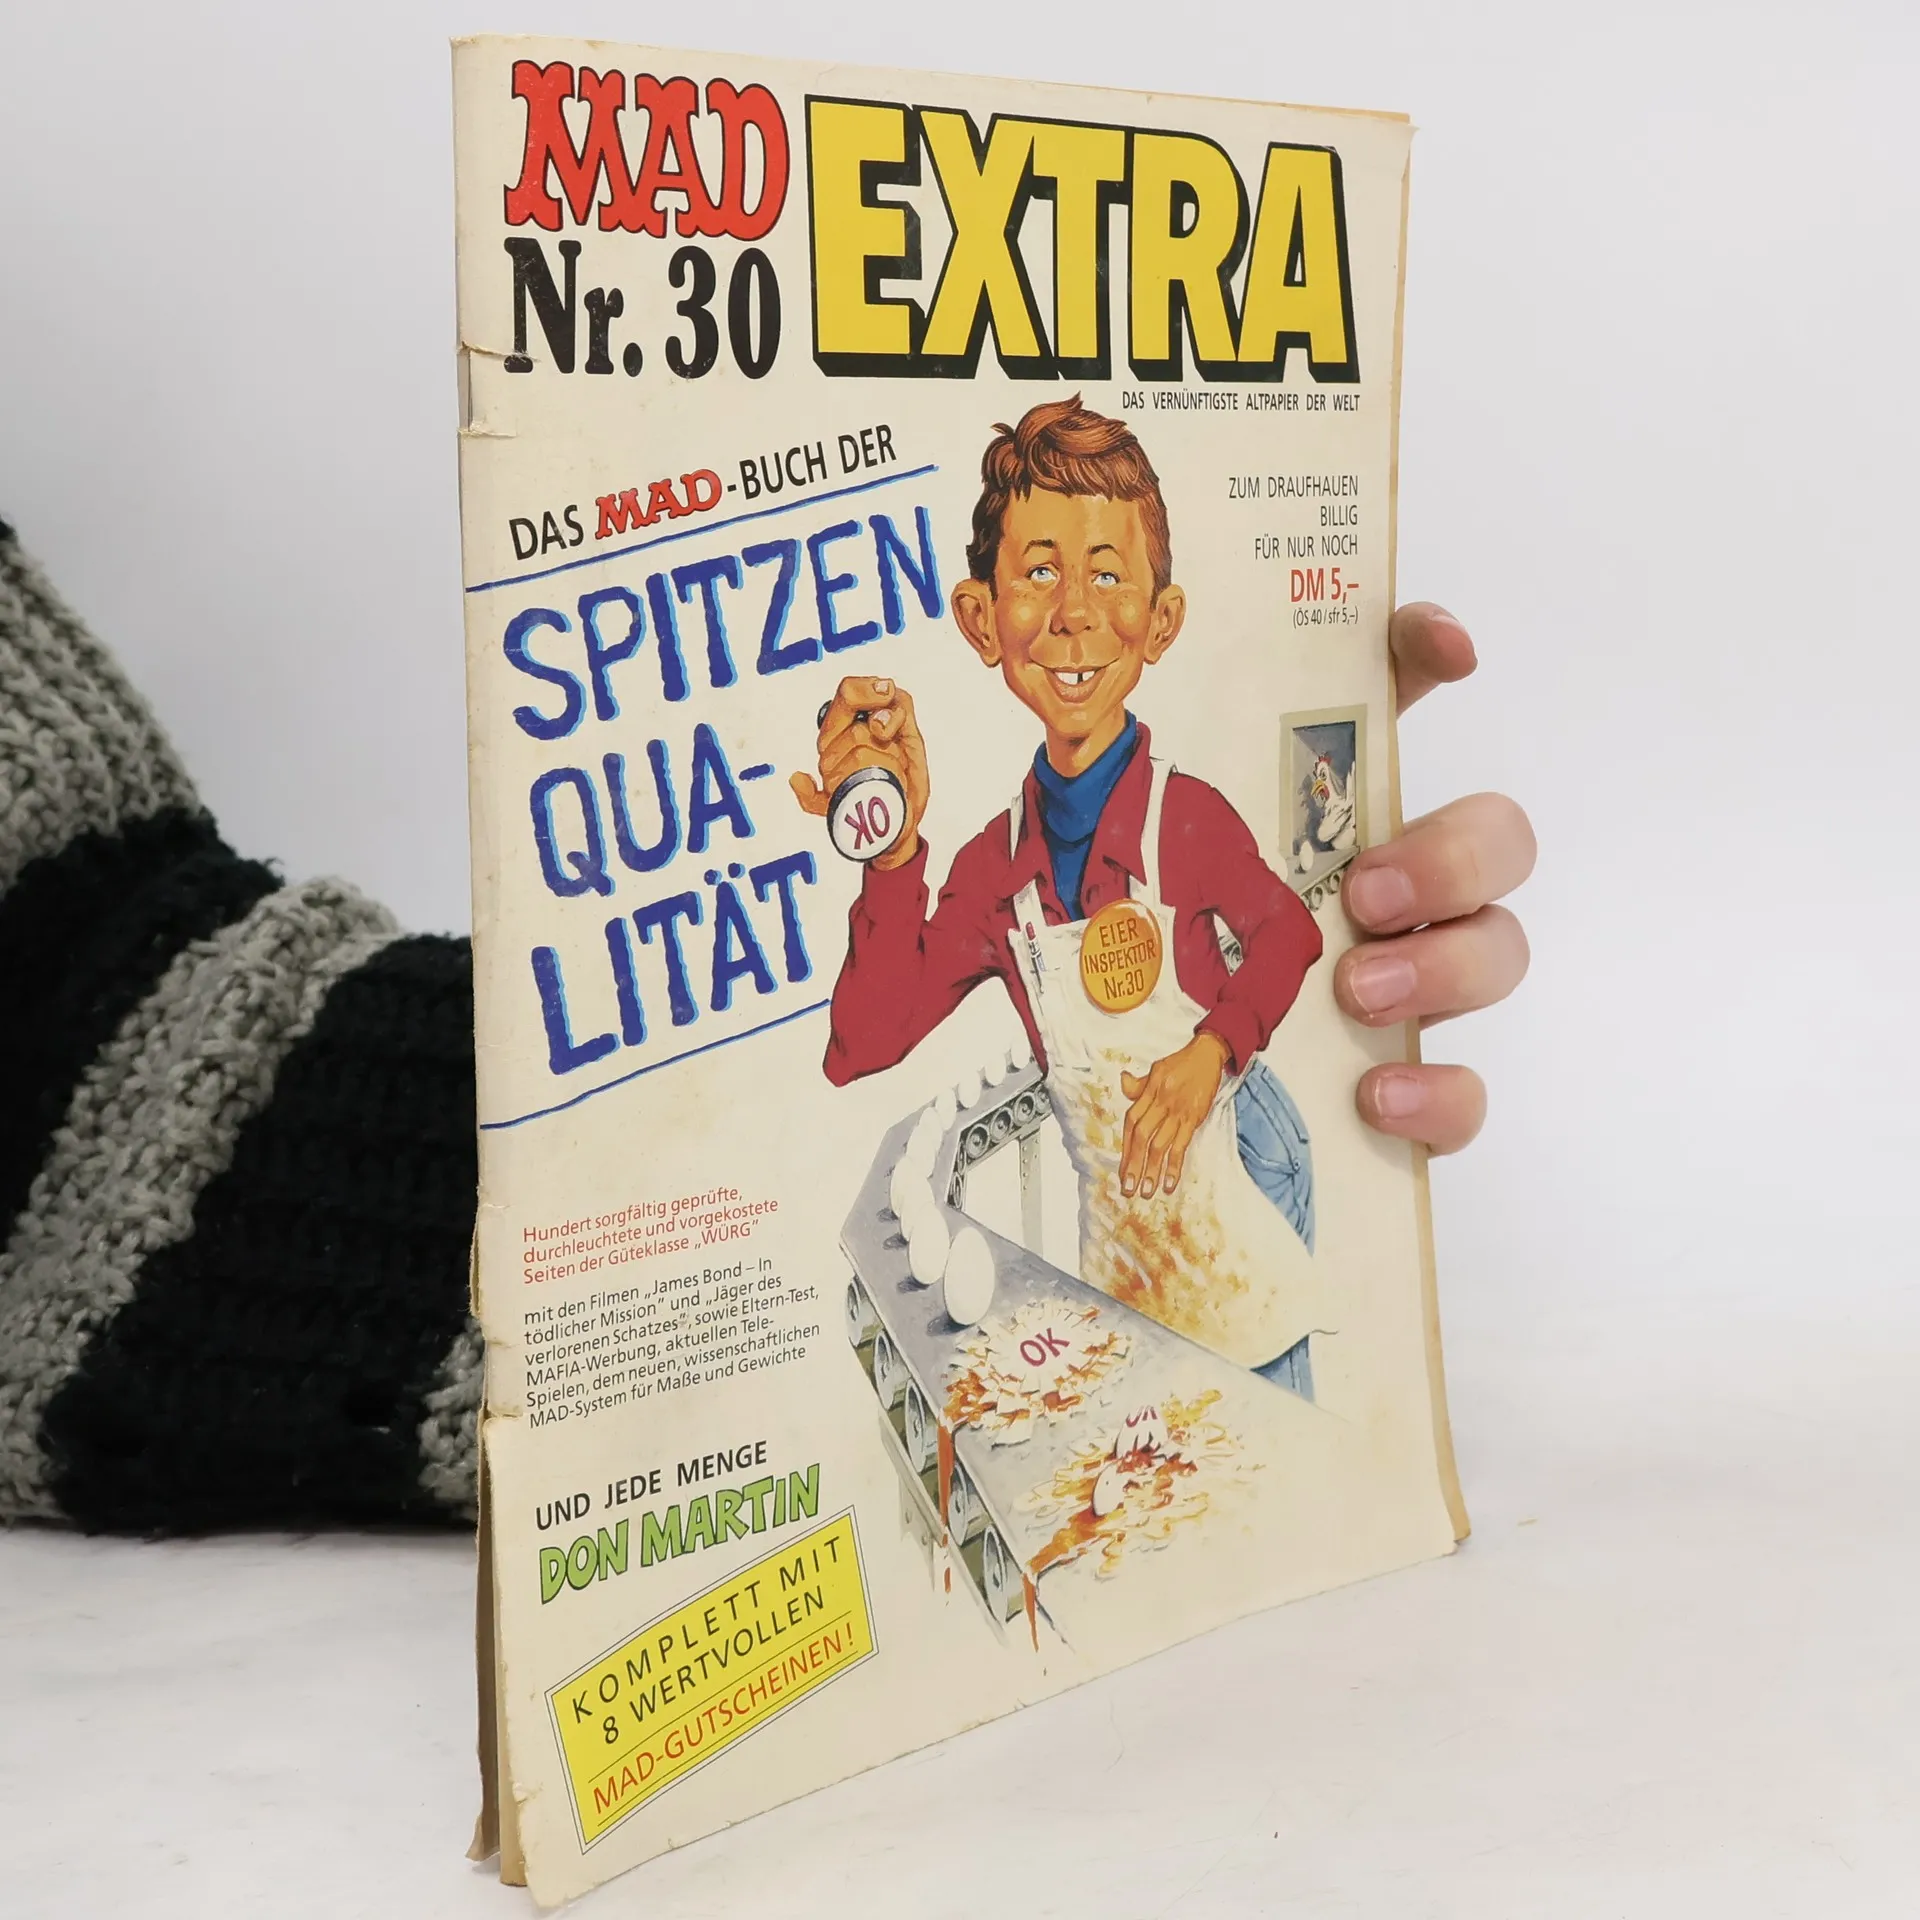 MAD EXTRA
Nr. 30
DAS VERNÜNFTIGSTE ALTPAPIER DER WELT
DAS MAD-BUCH DER
SPITZEN
QUA-
LITÄT
ZUM DRAUFHAUEN
BILLIG
FÜR NUR NOCH
DM 5,–
(ÖS 40 / sfr 5,–)
OK
EIER
INSPEKTOR
Nr. 30
Hundert sorgfältig geprüfte,
durchleuchtete und vorgekostete
Seiten der Güteklasse „WÜRG"
mit den Filmen „James Bond – In
tödlicher Mission" und „Jäger des
verlorenen Schatzes", sowie Eltern-Test,
MAFIA-Werbung, aktuellen Tele-
Spielen, dem neuen, wissenschaftlichen
MAD-System für Maße und Gewichte
OK
OK
UND JEDE MENGE
DON MARTIN
KOMPLETT MIT
8 WERTVOLLEN
MAD-GUTSCHEINEN!